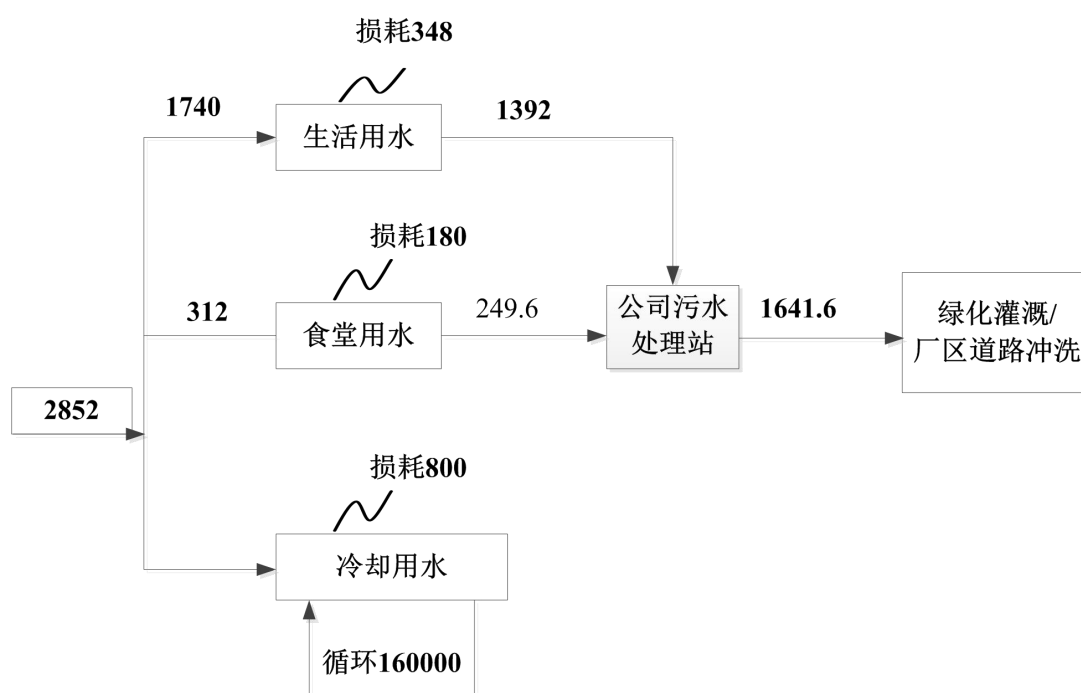 损耗348
1740
生活用水
1392
损耗180
312
食堂用水
249.6
公司污水
处理站
1641.6
绿化灌溉/
厂区道路冲洗
2852
损耗800
冷却用水
循环160000